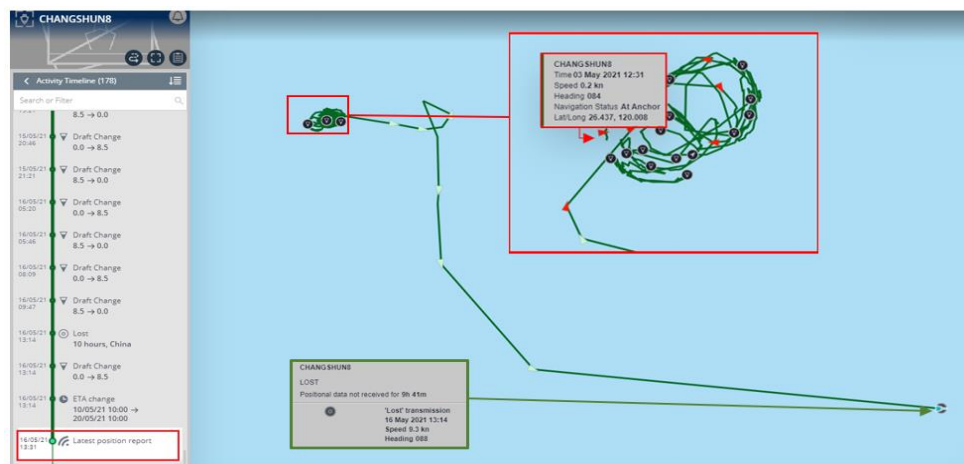 CHANGSHUN8
Activity Timeline (178)
Search or Filter
8.5 → 0.0
15/05/21 Draft Change
20:46 0.0 → 8.5
15/05/21 Draft Change
21:21 8.5 → 0.0
16/05/21 Draft Change
05:20 0.0 → 8.5
16/05/21 Draft Change
05:46 8.5 → 0.0
16/05/21 Draft Change
08:09 0.0 → 8.5
16/05/21 Draft Change
09:47 8.5 → 0.0
16/05/21 Lost
13:14 10 hours, China
16/05/21 Draft Change
13:14 0.0 → 8.5
16/05/21 ETA change
13:14 10/05/21 10:00 →
20/05/21 10:00
16/05/21 Latest position report
13:31
CHANGSHUN8
Time 03 May 2021 12:31
Speed 0.2 kn
Heading 084
Navigation Status At Anchor
Lat/Long 26.437, 120.008
CHANGSHUN8
LOST
Positional data not received for 9h 41m
'Lost' transmission
16 May 2021 13:14
Speed 9.3 kn
Heading 088